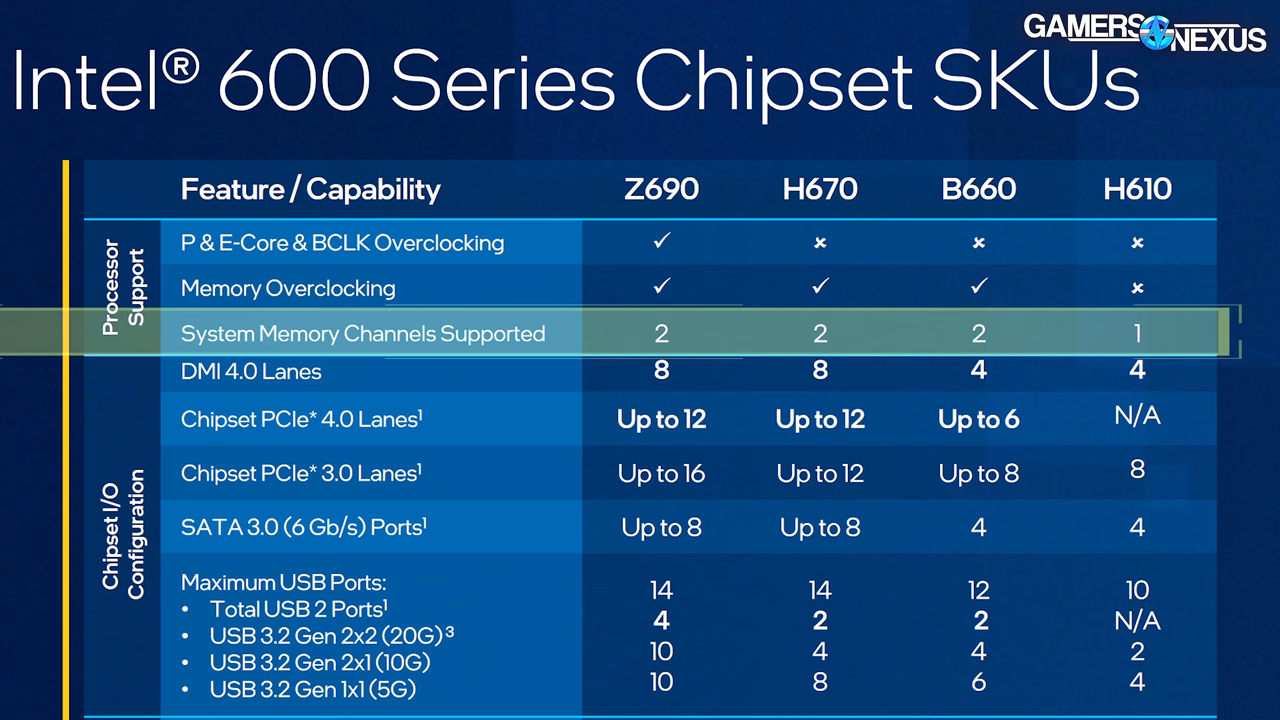 GAMERS NEXUS
Intel® 600 Series Chipset SKUs
Feature / Capability Z690 H670 B660 H610
Processor Support
P & E-Core & BCLK Overclocking ✓ × × ×
Memory Overclocking ✓ ✓ ✓ ×
System Memory Channels Supported 2 2 2 1
Chipset I/O Configuration
DMI 4.0 Lanes 8 8 4 4
Chipset PCIe* 4.0 Lanes¹ Up to 12 Up to 12 Up to 6 N/A
Chipset PCIe* 3.0 Lanes¹ Up to 16 Up to 12 Up to 8 8
SATA 3.0 (6 Gb/s) Ports¹ Up to 8 Up to 8 4 4
Maximum USB Ports:
• Total USB 2 Ports¹ 14 14 12 10
• USB 3.2 Gen 2x2 (20G)³ 4 2 2 N/A
• USB 3.2 Gen 2x1 (10G) 10 4 4 2
• USB 3.2 Gen 1x1 (5G) 10 8 6 4